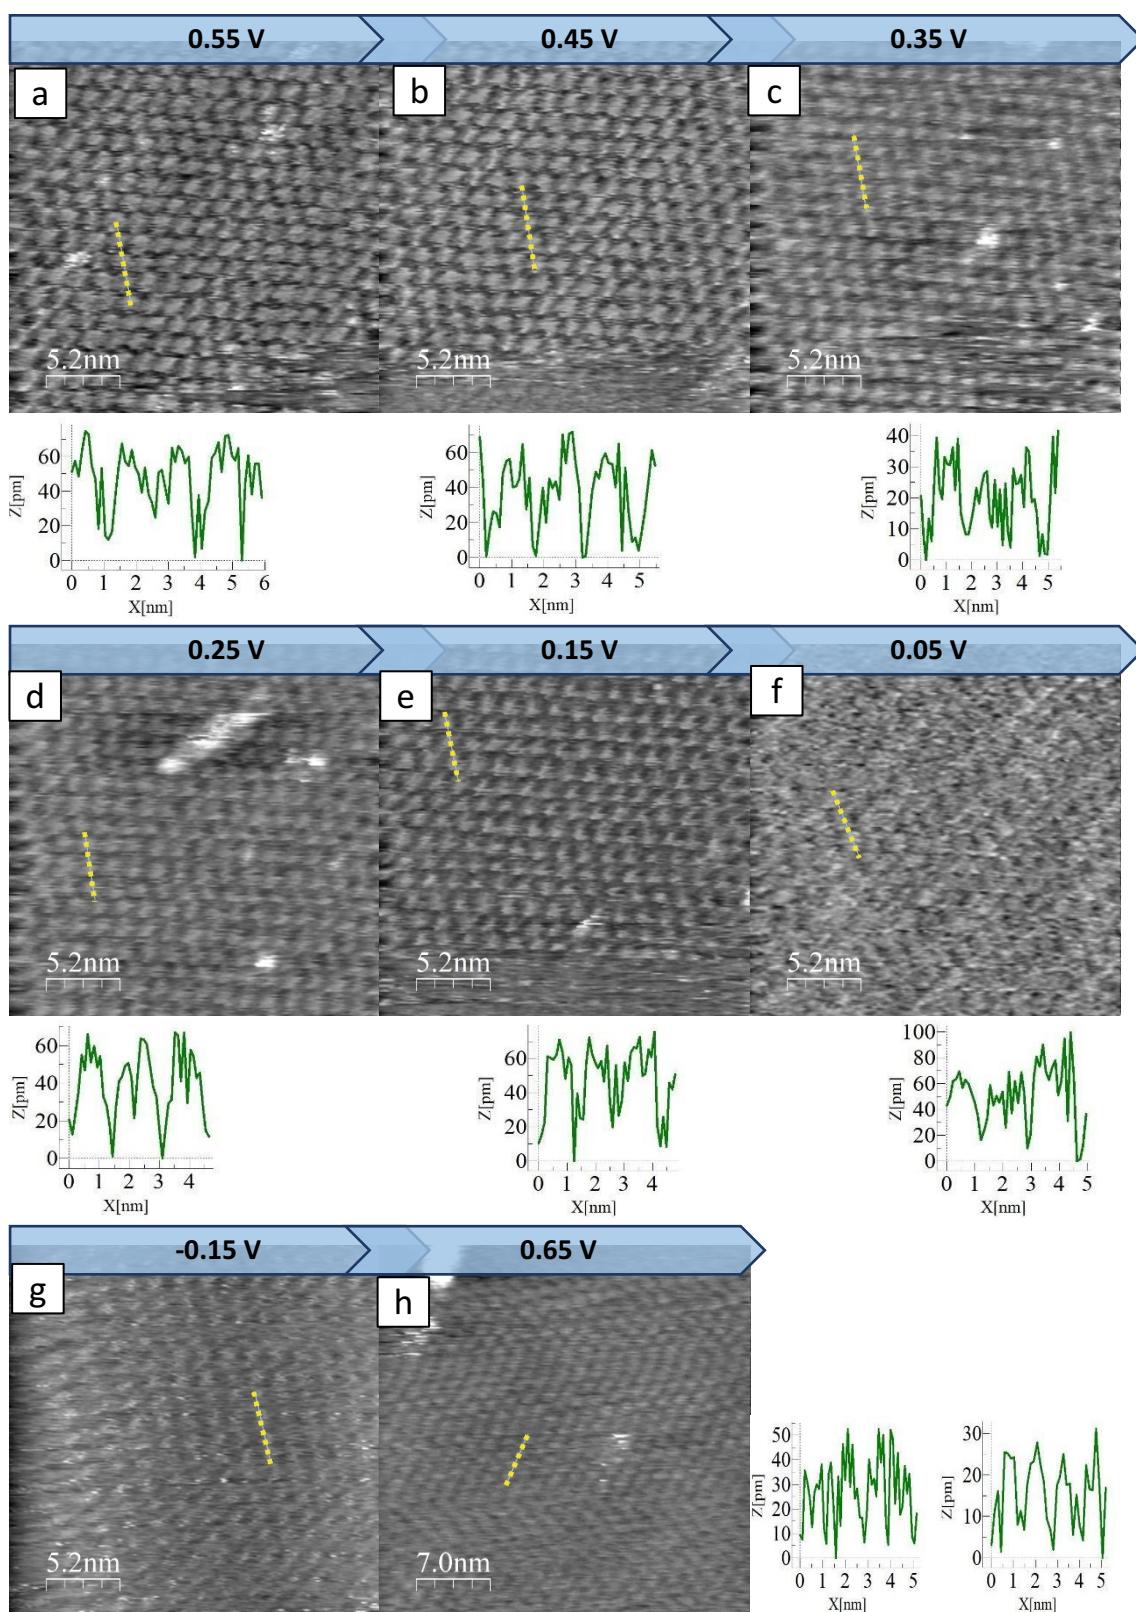 0.55 V 0.45 V 0.35 V
a b c
5.2nm 5.2nm 5.2nm
60
40
20
0
Z[pm]
0 1 2 3 4 5 6
X[nm]
60
40
20
0
Z[pm]
0 1 2 3 4 5
X[nm]
40
30
20
10
0
Z[pm]
0 1 2 3 4 5
X[nm]
0.25 V 0.15 V 0.05 V
d e f
5.2nm 5.2nm 5.2nm
60
40
20
0
Z[pm]
0 1 2 3 4
X[nm]
60
40
20
0
Z[pm]
0 1 2 3 4
X[nm]
100
80
60
40
20
0
Z[pm]
0 1 2 3 4 5
X[nm]
-0.15 V 0.65 V
g h
5.2nm 7.0nm
50
40
30
20
10
0
Z[pm]
0 1 2 3 4 5
X[nm]
30
20
10
0
Z[pm]
0 1 2 3 4 5
X[nm]